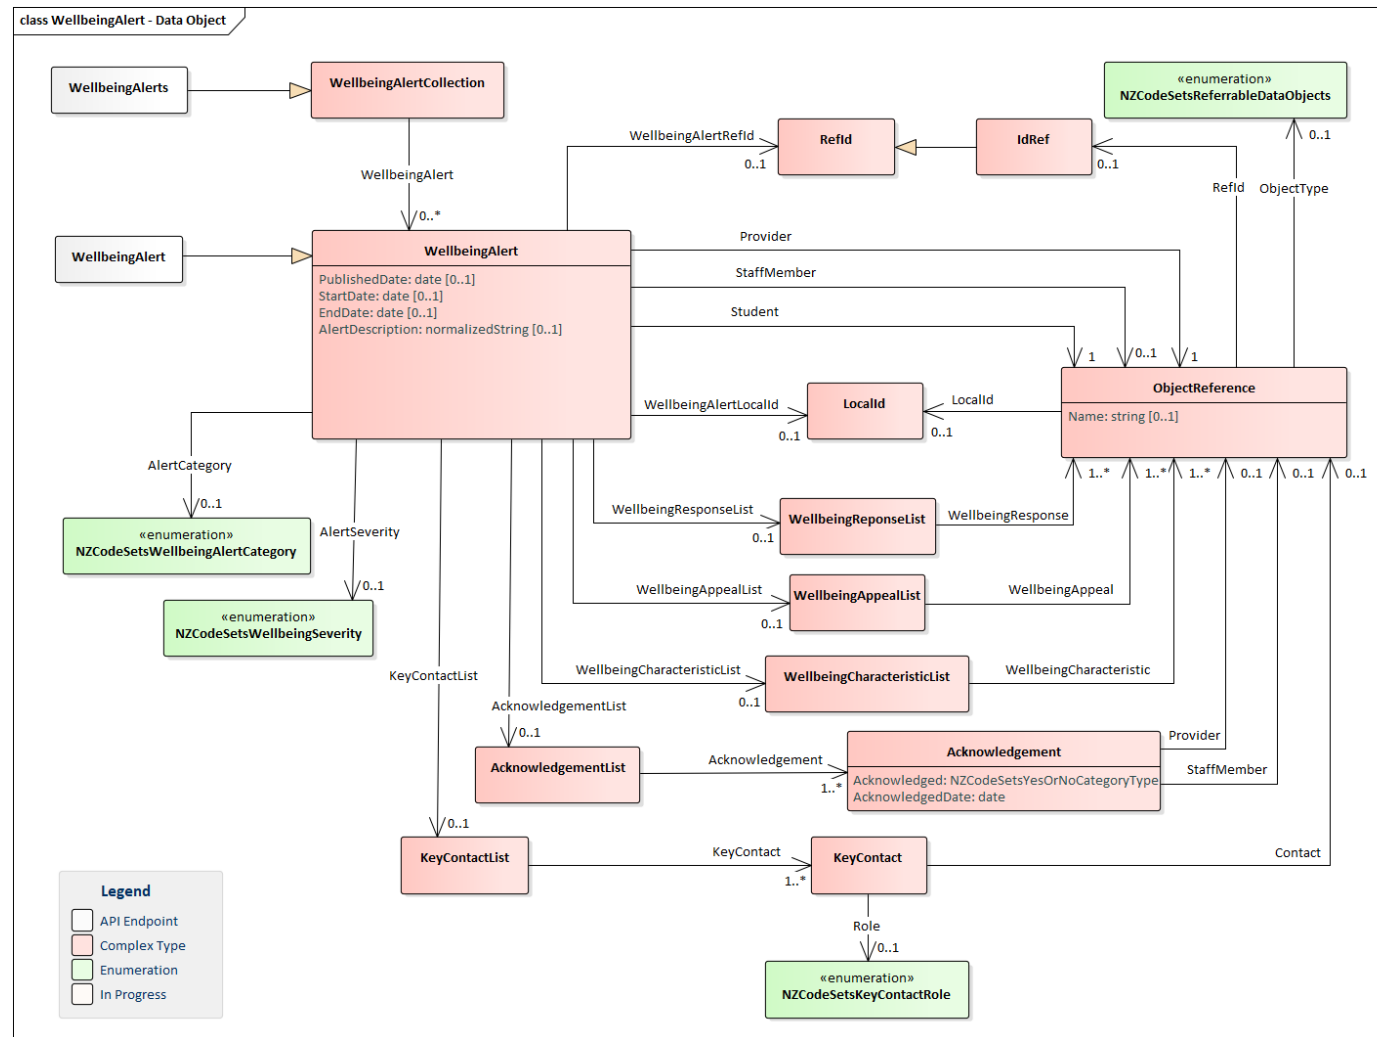 class WellbeingAlert - Data Object
WellbeingAlerts
WellbeingAlertCollection
«enumeration»
NZCodeSetsReferrableDataObjects
WellbeingAlertRefId
0..1
RefId
IdRef
0..1
0..1
RefId
ObjectType
WellbeingAlert
0..*
WellbeingAlert
WellbeingAlert
PublishedDate: date [0..1]
StartDate: date [0..1]
EndDate: date [0..1]
AlertDescription: normalizedString [0..1]
Provider
StaffMember
Student
1
0..1
1
ObjectReference
Name: string [0..1]
WellbeingAlertLocalId
0..1
LocalId
LocalId
0..1
AlertCategory
0..1
«enumeration»
NZCodeSetsWellbeingAlertCategory
AlertSeverity
0..1
«enumeration»
NZCodeSetsWellbeingSeverity
1..*
1..*
1..*
0..1
0..1
0..1
WellbeingResponseList
0..1
WellbeingReponseList
WellbeingResponse
WellbeingAppealList
0..1
WellbeingAppealList
WellbeingAppeal
WellbeingCharacteristicList
0..1
WellbeingCharacteristicList
WellbeingCharacteristic
KeyContactList
0..1
AcknowledgementList
0..1
AcknowledgementList
Acknowledgement
1..*
Acknowledgement
Acknowledged: NZCodeSetsYesOrNoCategoryType
AcknowledgedDate: date
Provider
StaffMember
KeyContactList
KeyContact
1..*
KeyContact
Contact
Role
0..1
«enumeration»
NZCodeSetsKeyContactRole
Legend
API Endpoint
Complex Type
Enumeration
In Progress